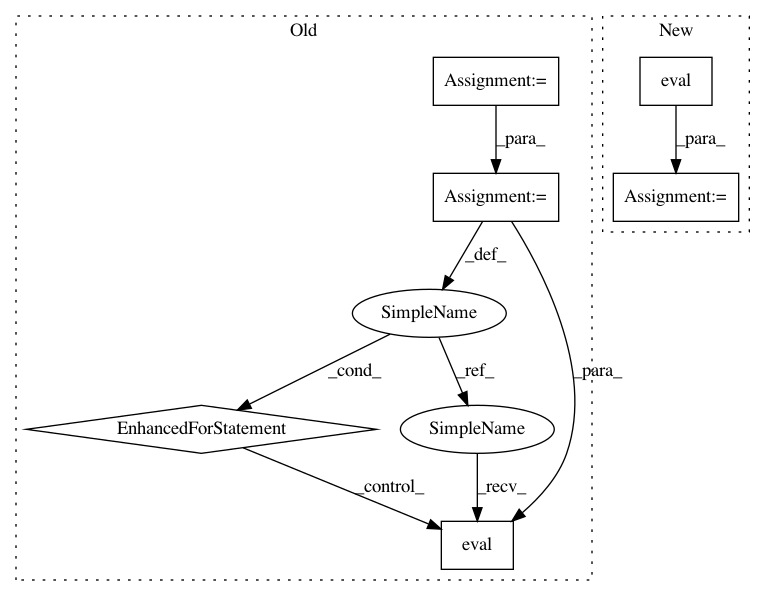 Old
New
Assignment:=
eval
_para_
_para_
Assignment:=
Assignment:=
_def_
SimpleName
_cond_
_ref_
_para_
EnhancedForStatement
SimpleName
_control_
_recv_
eval